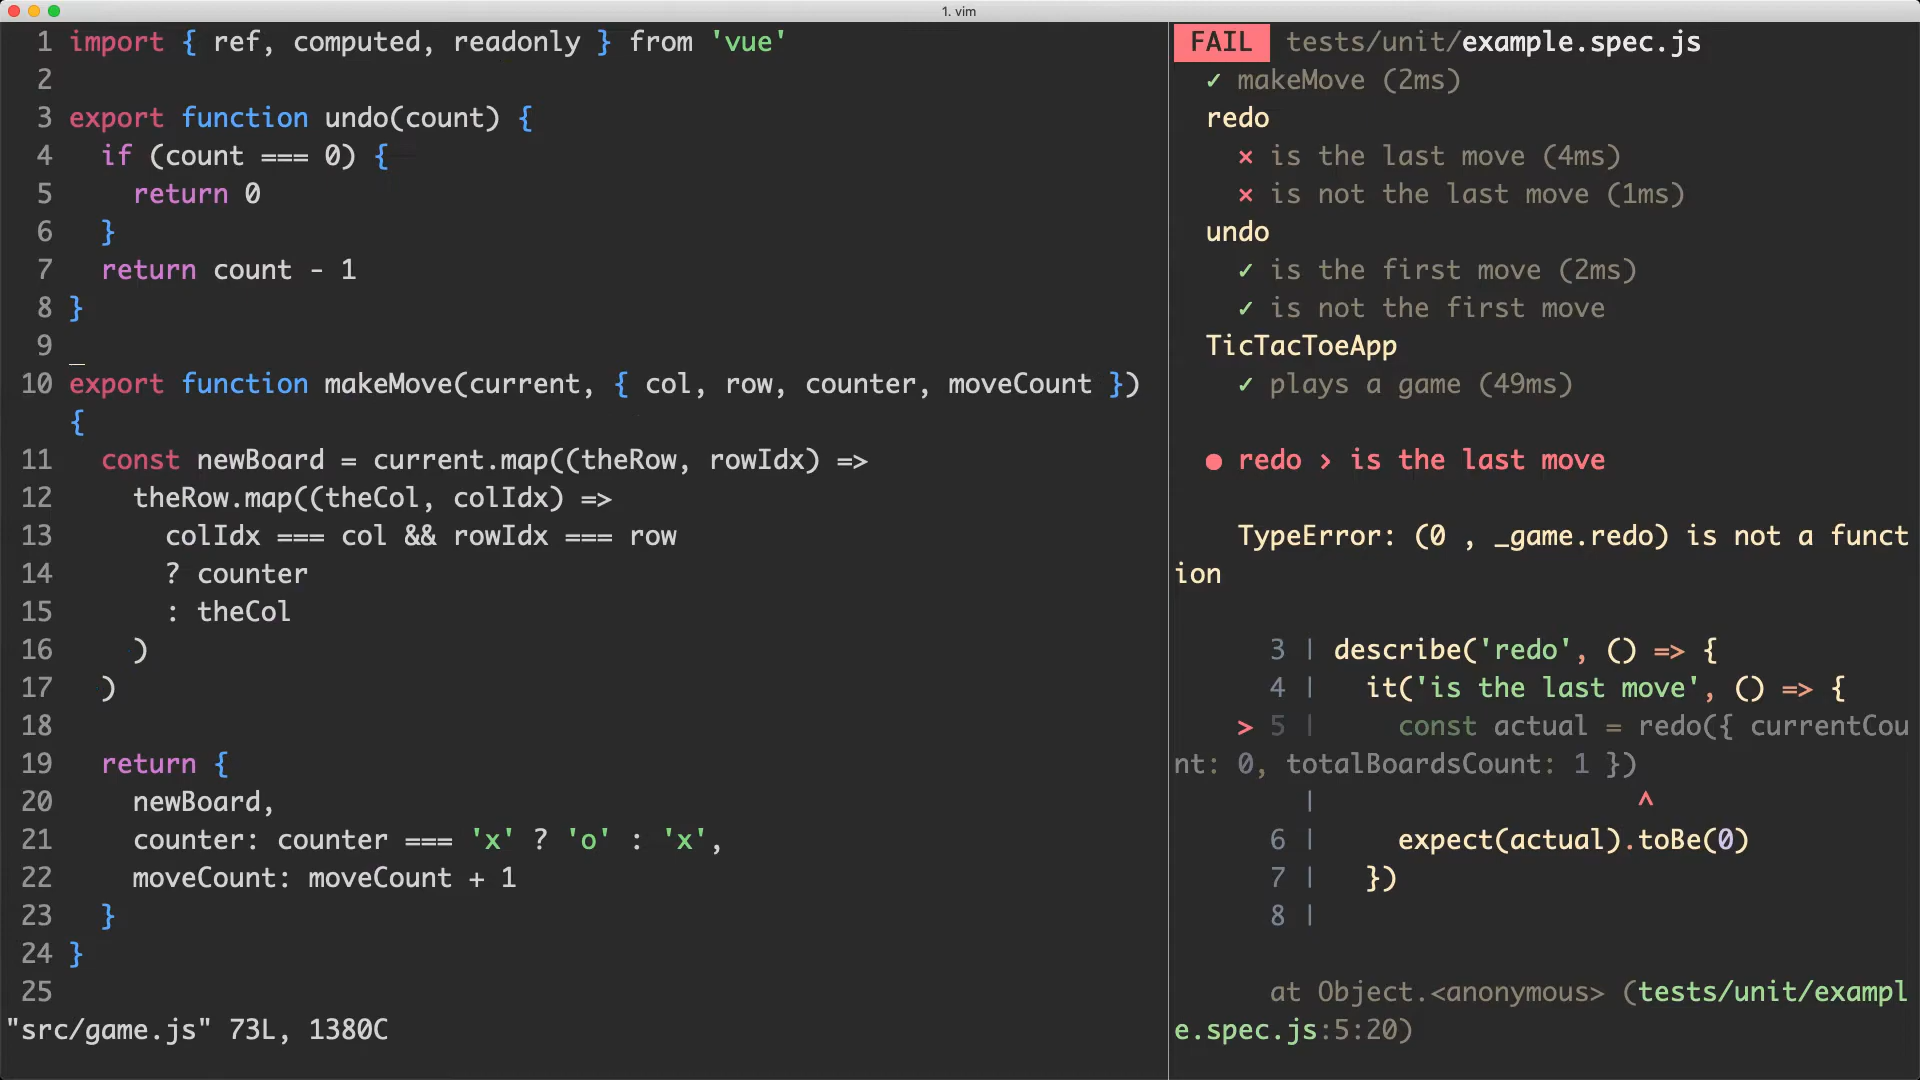 1. vim
1 import { ref, computed, readonly } from 'vue'
2
3 export function undo(count) {
4   if (count === 0) {
5     return 0
6   }
7   return count - 1
8 }
9
10 export function makeMove(current, { col, row, counter, moveCount })
{
11   const newBoard = current.map((theRow, rowIdx) =>
12     theRow.map((theCol, colIdx) =>
13       colIdx === col && rowIdx === row
14       ? counter
15       : theCol
16     )
17   )
18
19   return {
20     newBoard,
21     counter: counter === 'x' ? 'o' : 'x',
22     moveCount: moveCount + 1
23   }
24 }
25
"src/game.js" 73L, 1380C
FAIL tests/unit/example.spec.js
✓ makeMove (2ms)
redo
✕ is the last move (4ms)
✕ is not the last move (1ms)
undo
✓ is the first move (2ms)
✓ is not the first move
TicTacToeApp
✓ plays a game (49ms)
● redo › is the last move
TypeError: (0 , _game.redo) is not a funct
ion
3 | describe('redo', () => {
4 |   it('is the last move', () => {
> 5 |     const actual = redo({ currentCou
nt: 0, totalBoardsCount: 1 })
|                    ^
6 |     expect(actual).toBe(0)
7 |   })
8 |
at Object.<anonymous> (tests/unit/exampl
e.spec.js:5:20)